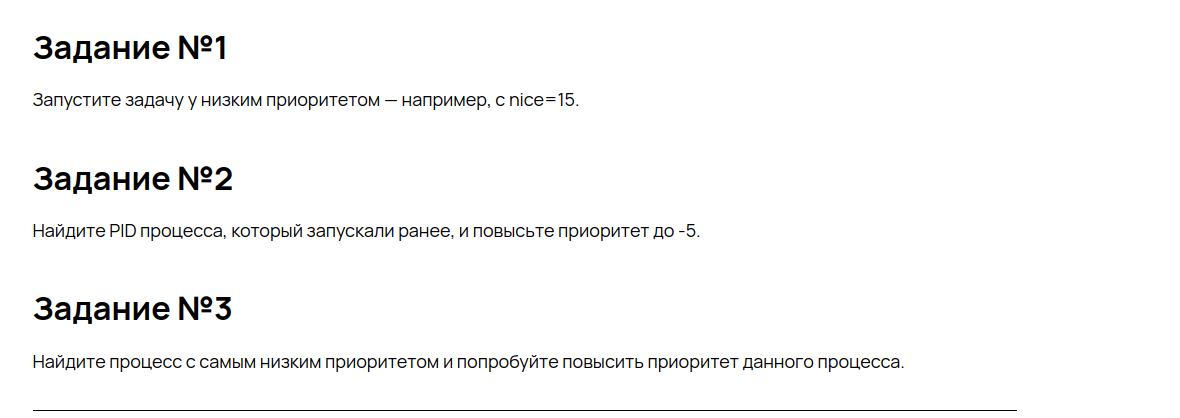 Задание №1
Запустите задачу у низким приоритетом — например, с nice=15.
Задание №2
Найдите PID процесса, который запускали ранее, и повысьте приоритет до -5.
Задание №3
Найдите процесс с самым низким приоритетом и попробуйте повысить приоритет данного процесса.